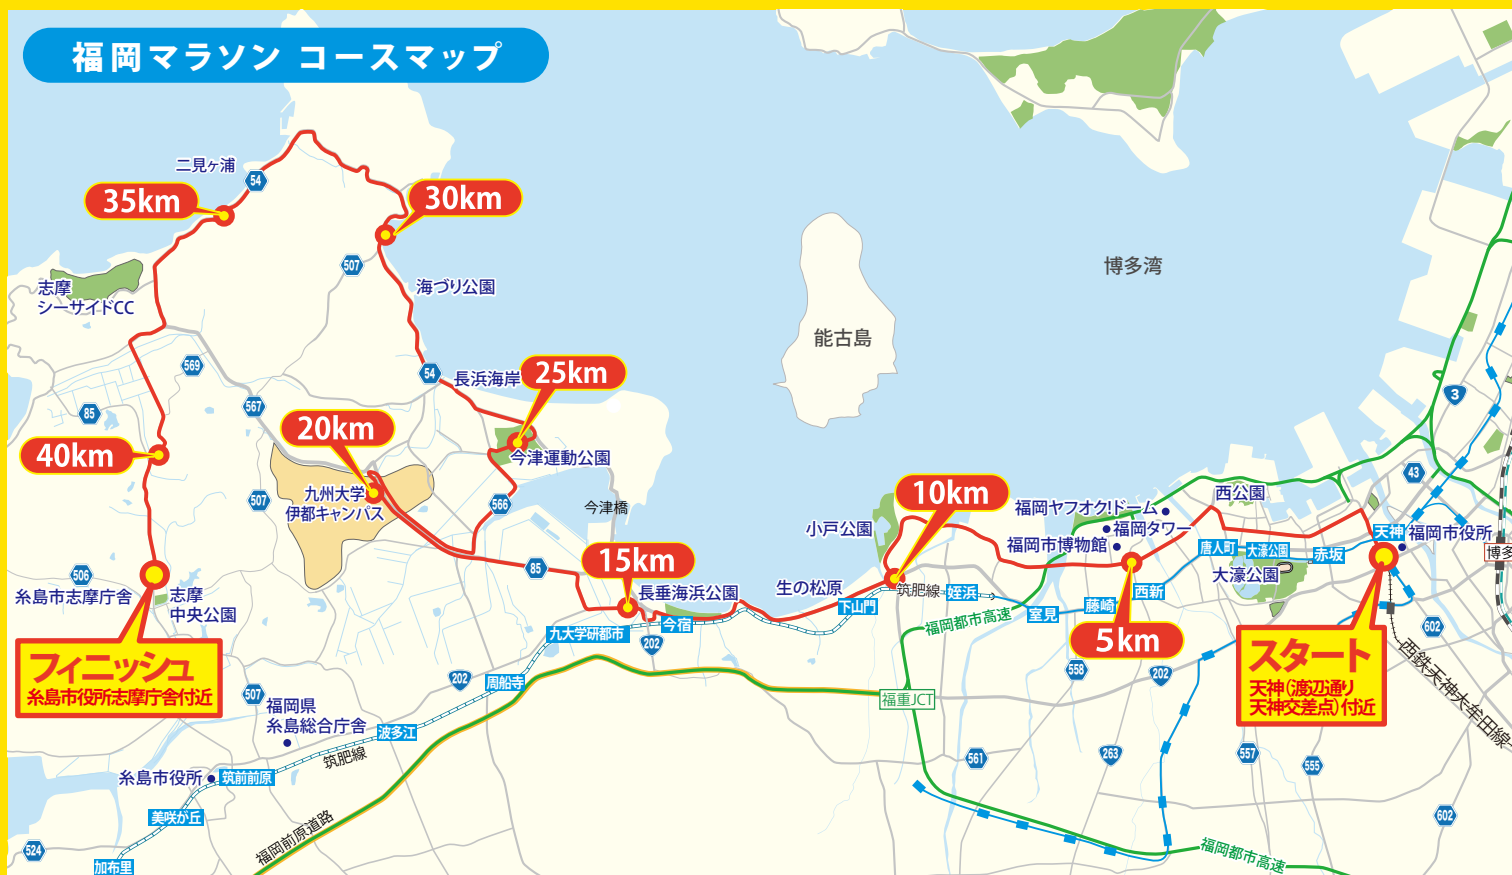 福岡マラソン コースマップ
二見ヶ浦
54
35km
30km
507
海づり公園
志摩
シーサイドCC
博多湾
能古島
569
54
長浜海岸
25km
3
85
567
20km
40km
今津運動公園
43
九州大学
伊都キャンパス
507
566
今津橋
10km
小戸公園
西公園
福岡ヤフオク!ドーム
福岡タワー
福岡市博物館
天神
福岡市役所
唐人町
大濠公園
赤坂
博多
大濠公園
506
糸島市志摩庁舎
志摩
中央公園
85
15km
長垂海浜公園
生の松原
下山門
筑肥線
姪浜
室見
藤崎
西新
福岡都市高速
5km
九大学研都市
今宿
202
602
フィニッシュ
糸島市役所志摩庁舎付近
スタート
天神(渡辺通り
天神交差点)付近
西鉄天神大牟田線
202
周船寺
507
福岡県
糸島総合庁舎
波多江
福重JCT
558
202
筑肥線
糸島市役所
筑前前原
561
263
557
555
美咲が丘
602
524
加布里
福岡前原道路
福岡都市高速